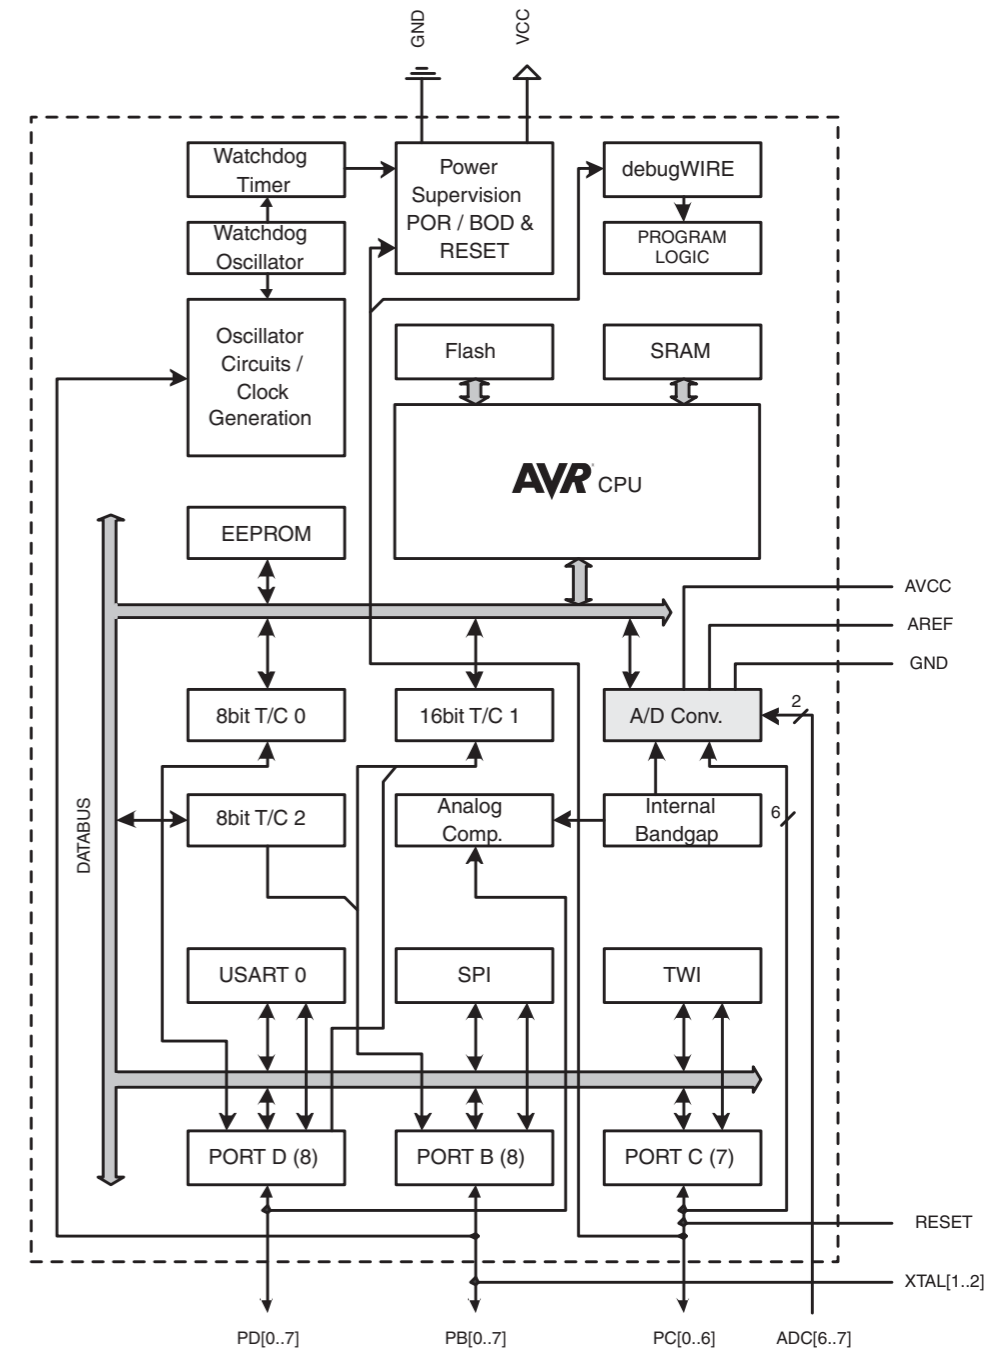 GND
VCC
Watchdog
Timer
Power
Supervision
POR / BOD &
RESET
debugWIRE
Watchdog
Oscillator
PROGRAM
LOGIC
Oscillator
Circuits /
Clock
Generation
Flash
SRAM
AVR CPU
EEPROM
AVCC
AREF
GND
8bit T/C 0
16bit T/C 1
A/D Conv.
2
DATABUS
8bit T/C 2
Analog
Comp.
Internal
Bandgap
6
USART 0
SPI
TWI
PORT D (8)
PORT B (8)
PORT C (7)
RESET
XTAL[1..2]
PD[0..7]
PB[0..7]
PC[0..6]
ADC[6..7]